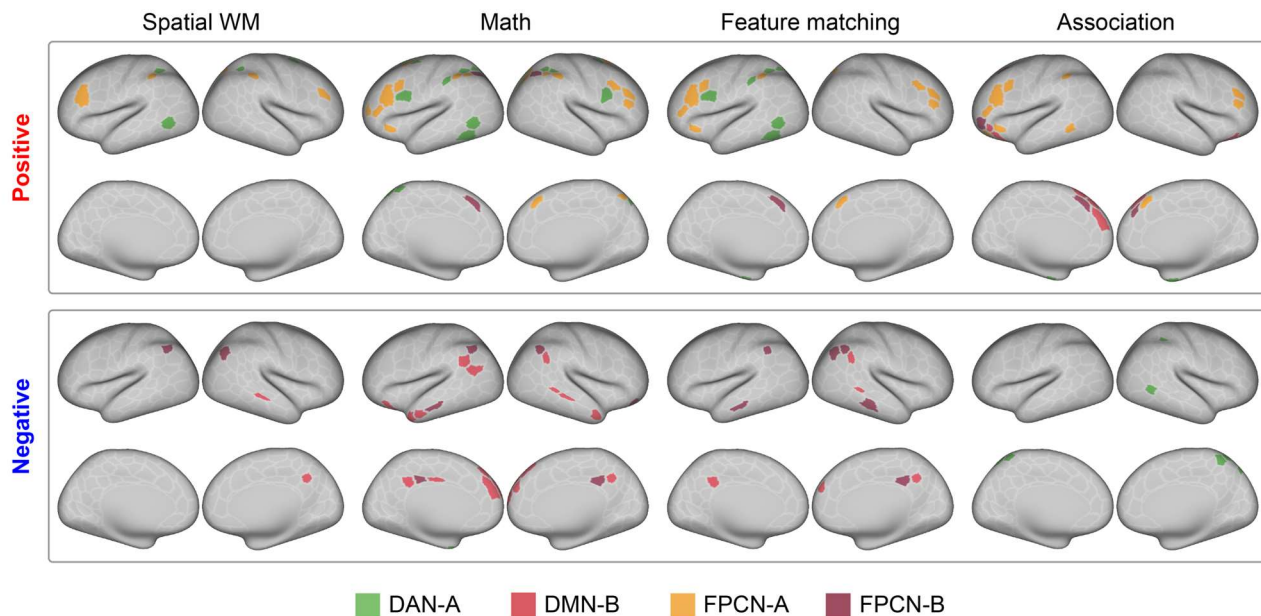 Spatial WM Math Feature matching Association
Positive
Negative
DAN-A DMN-B FPCN-A FPCN-B